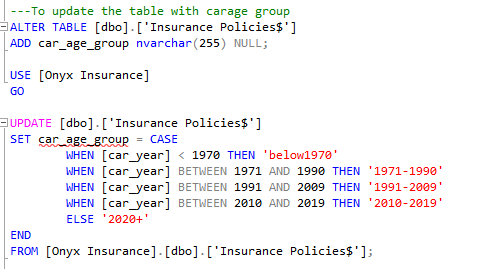 ---To update the table with carage group
ALTER TABLE [dbo].['Insurance Policies$']
ADD car_age_group nvarchar(255) NULL;
USE [Onyx Insurance]
GO
UPDATE [dbo].['Insurance Policies$']
SET car_age_group = CASE
WHEN [car_year] < 1970 THEN 'below1970'
WHEN [car_year] BETWEEN 1971 AND 1990 THEN '1971-1990'
WHEN [car_year] BETWEEN 1991 AND 2009 THEN '1991-2009'
WHEN [car_year] BETWEEN 2010 AND 2019 THEN '2010-2019'
ELSE '2020+'
END
FROM [Onyx Insurance].[dbo].['Insurance Policies$'];